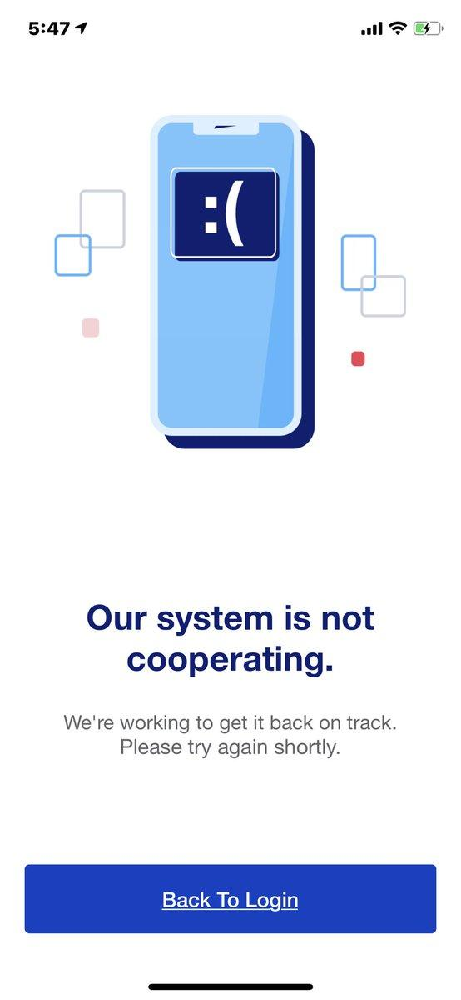 5:47
:(
Our system is not
cooperating.
We're working to get it back on track.
Please try again shortly.
Back To Login